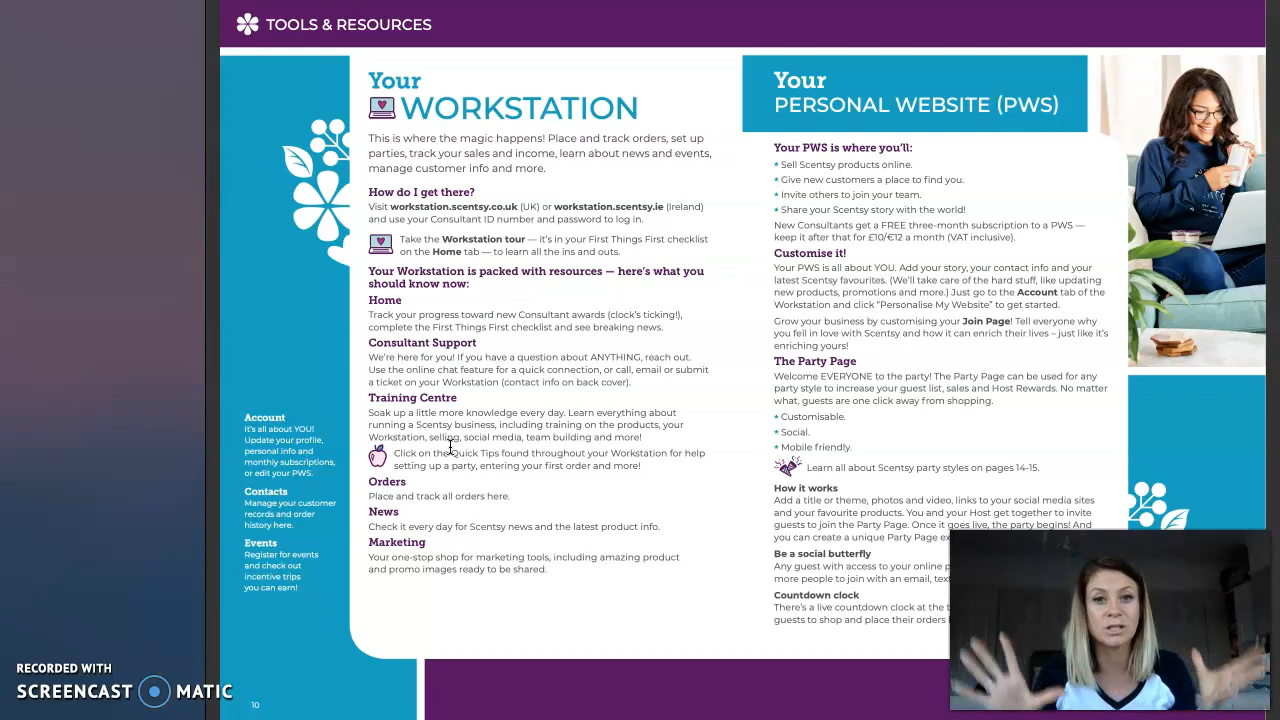 TOOLS & RESOURCES
Your
WORKSTATION
This is where the magic happens! Place and track orders, set up
parties, track your sales and income, learn about news and events,
manage customer info and more.
How do I get there?
Visit workstation.scentsy.co.uk (UK) or workstation.scentsy.ie (Ireland)
and use your Consultant ID number and password to log in.
Take the Workstation tour — it's in your First Things First checklist
on the Home tab — to learn all the ins and outs.
Your Workstation is packed with resources — here's what you
should know now:
Home
Track your progress toward new Consultant awards (clock's ticking!),
complete the First Things First checklist and see breaking news.
Consultant Support
We're here for you! If you have a question about ANYTHING, reach out.
Use the online chat feature for a quick connection, or call, email or submit
a ticket on your Workstation (contact info on back cover).
Training Centre
Soak up a little more knowledge every day. Learn everything about
running a Scentsy business, including training on the products, your
Workstation, selling, social media, team building and more!
Click on the Quick Tips found throughout your Workstation for help
setting up a party, entering your first order and more!
Orders
Place and track all orders here.
News
Check it every day for Scentsy news and the latest product info.
Marketing
Your one-stop shop for marketing tools, including amazing product
and promo images ready to be shared.
Account
It's all about YOU!
Update your profile,
personal info and
monthly subscriptions,
or edit your PWS.
Contacts
Manage your customer
records and order
history here.
Events
Register for events
and check out
incentive trips
you can earn!
10
Your
PERSONAL WEBSITE (PWS)
Your PWS is where you'll:
* Sell Scentsy products online.
* Give new customers a place to find you.
* Invite others to join your team.
* Share your Scentsy story with the world!
New Consultants get a FREE three-month subscription to a PWS —
keep it after that for £10/€12 a month (VAT inclusive).
Customise it!
Your PWS is all about YOU. Add your story, your contact info and your
latest Scentsy favourites. (We'll take care of the hard stuff, like updating
new products, promotions and more.) Just go to the Account tab of the
Workstation and click "Personalise My Website" to get started.
Grow your business by customising your Join Page! Tell everyone why
you fell in love with Scentsy and how it can enrich their lives – just like it's
enriching yours!
The Party Page
Welcome EVERYONE to the party! The Party Page can be used for any
party style to increase your guest list, sales and Host Rewards. No matter
what, guests are one click away from shopping.
* Customisable.
* Social.
* Mobile friendly.
Learn all about Scentsy party styles on pages 14-15.
How it works
Add a title or theme, photos and video, links to your social media sites
and your favourite products. You and your Host get together to invite
guests to join the Party Page. Once it goes live, the party begins! And
you can create a unique Party Page
Be a social butterfly
Any guest with access to your online
more people to join with an email,
Countdown clock
There's a live countdown clock at the
guests to shop and place their orders
RECORDED WITH
SCREENCAST MATIC